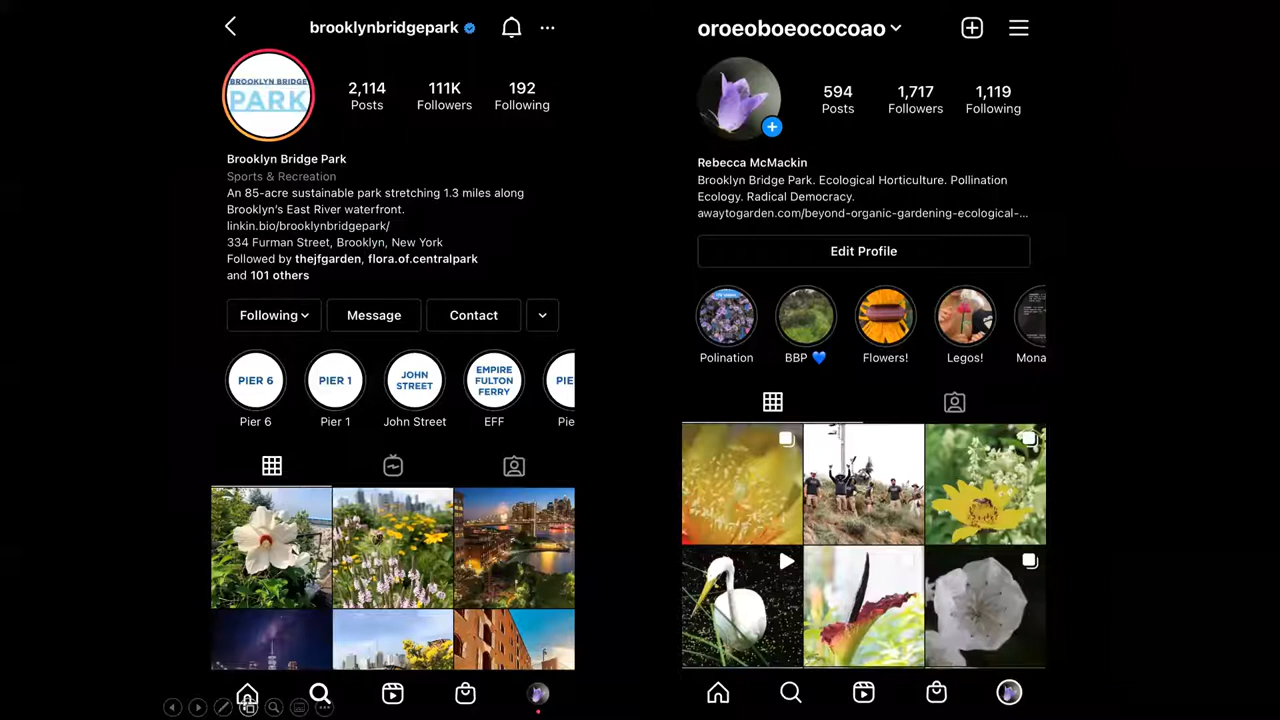 brooklynbridgepark
BROOKLYN BRIDGE
PARK
2,114
Posts
111K
Followers
192
Following
Brooklyn Bridge Park
Sports & Recreation
An 85-acre sustainable park stretching 1.3 miles along
Brooklyn's East River waterfront.
linkin.bio/brooklynbridgepark/
334 Furman Street, Brooklyn, New York
Followed by thejfgarden, flora.of.centralpark
and 101 others
Following
Message
Contact
PIER 6
PIER 1
JOHN
STREET
EMPIRE
FULTON
FERRY
PIE
Pier 6
Pier 1
John Street
EFF
Pie
oroeoboeococoao
594
Posts
1,717
Followers
1,119
Following
Rebecca McMackin
Brooklyn Bridge Park. Ecological Horticulture. Pollination
Ecology. Radical Democracy.
awaytogarden.com/beyond-organic-gardening-ecological-...
Edit Profile
Polination
BBP 💙
Flowers!
Legos!
Mona